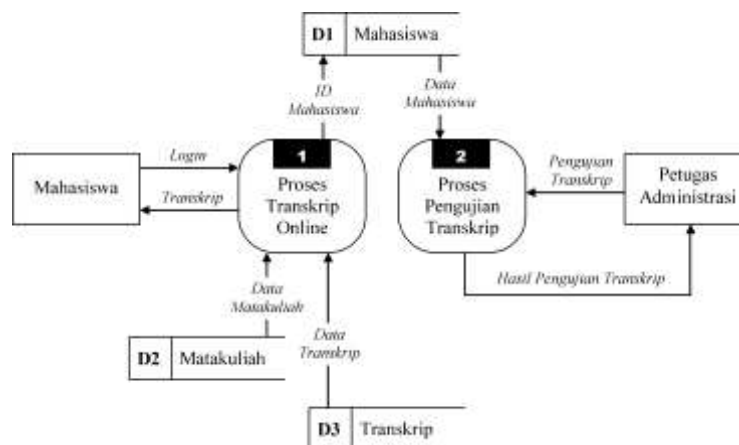 D1 Mahasiswa
ID
Mahasiswa
Data
Mahasiswa
1
Proses
Transkrip
Online
2
Proses
Pengujian
Transkrip
Mahasiswa
Login
Transkrip
Pengujian
Transkrip
Petugas
Administrasi
Hasil Pengujian Transkrip
Data
Matakuliah
Data
Transkrip
D2 Matakuliah
D3 Transkrip